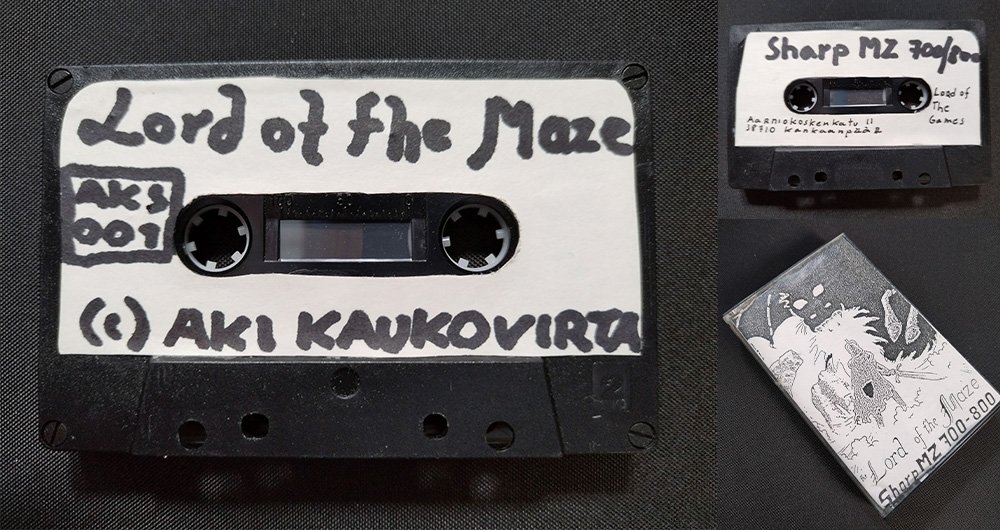 Lord of the Maze
AKS
001
(c) AKI KAUKOVIRTA
Sharp MZ 700/800
Lord of
The
Games
Aarniokoskenkatu 11
38710 Kankaanpää 2
Lord of the Maze
Sharp MZ 700-800